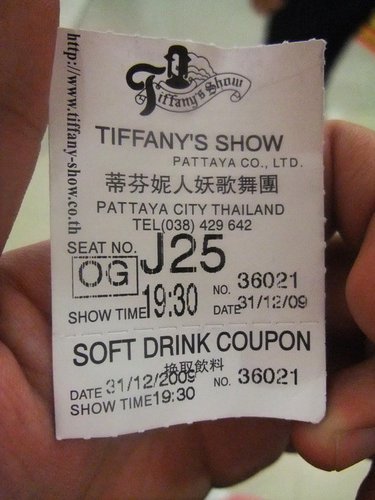 http://www.tiffany-show.co.th
Tiffany's Show
TIFFANY'S SHOW
PATTAYA CO., LTD.
蒂芬妮人妖歌舞團
PATTAYA CITY THAILAND
TEL(038) 429 642
SEAT NO. J25
OG NO. 36021
SHOW TIME 19:30 DATE 31/12/09
SOFT DRINK COUPON
換取飲料
DATE 31/12/2009 NO. 36021
SHOW TIME 19:30